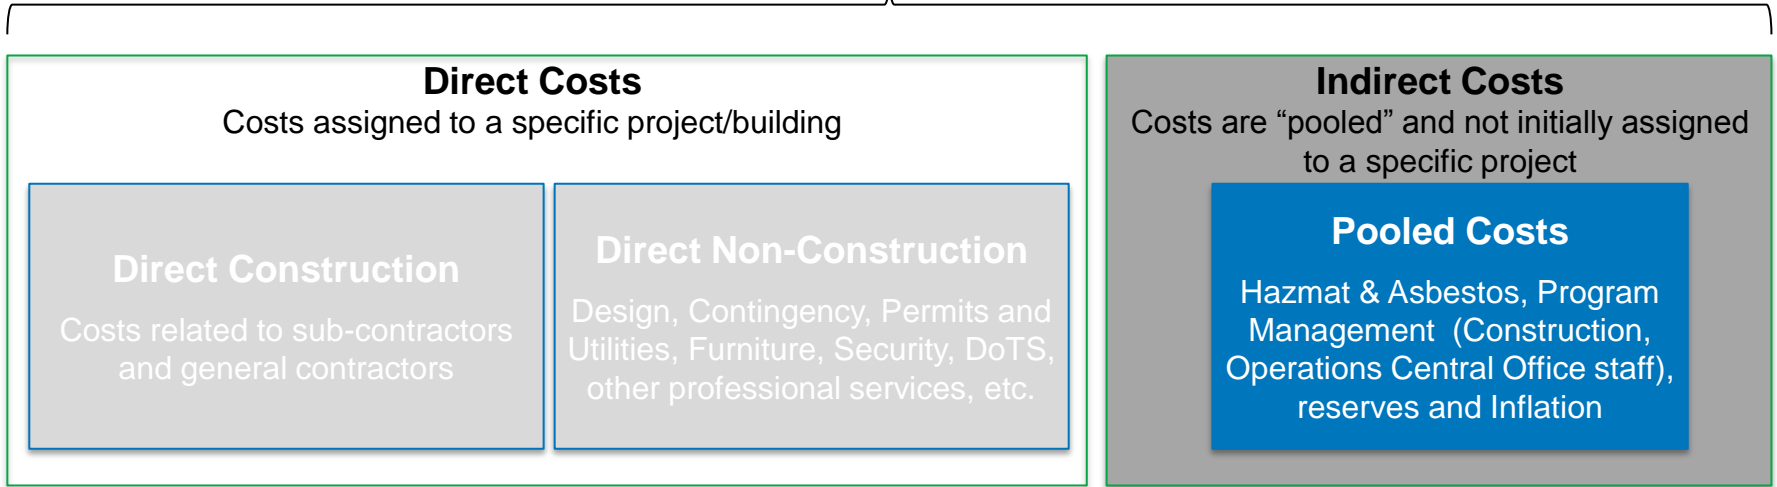 Direct Costs
Costs assigned to a specific project/building
Direct Construction
Costs related to sub-contractors
and general contractors
Direct Non-Construction
Design, Contingency, Permits and
Utilities, Furniture, Security, DoTS,
other professional services, etc.
Indirect Costs
Costs are “pooled” and not initially assigned
to a specific project
Pooled Costs
Hazmat & Asbestos, Program
Management (Construction,
Operations Central Office staff),
reserves and Inflation